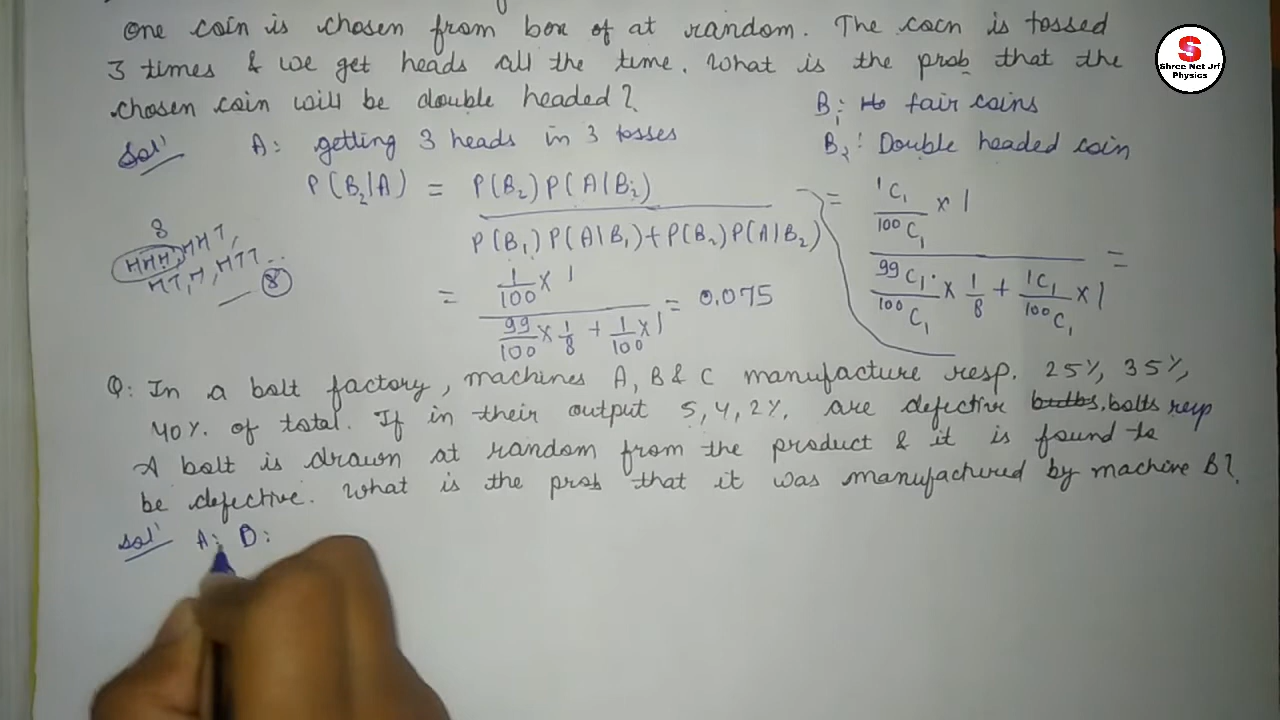 one coin is chosen from box of at random. The coin is tossed
3 times & we get heads all the time. What is the prob that the
chosen coin will be double headed?
B₁: fair coins
Solⁿ A: getting 3 heads in 3 tosses
B₂: Double headed coin
P(B₂|A) = P(B₂)P(A|B₂) / P(B₁)P(A|B₁)+P(B₂)P(A|B₂)
= ¹C₁/¹⁰⁰C₁ × 1 / ⁹⁹C₁/¹⁰⁰C₁ × 1/8 + ¹C₁/¹⁰⁰C₁ × 1 =
8
HHH, HHT,
HT, H, HTT...
8
= 1/100 × 1 / 99/100 × 1/8 + 1/100 × 1 = 0.075
Q: In a bolt factory, machines A, B & C manufacture resp. 25%, 35%,
40% of total. If in their output 5, 4, 2% are defective bolts resp
A bolt is drawn at random from the product & it is found to
be defective. What is the prob that it was manufactured by machine B?
Solⁿ A: D:
S
Shree Net Jrf
Physics